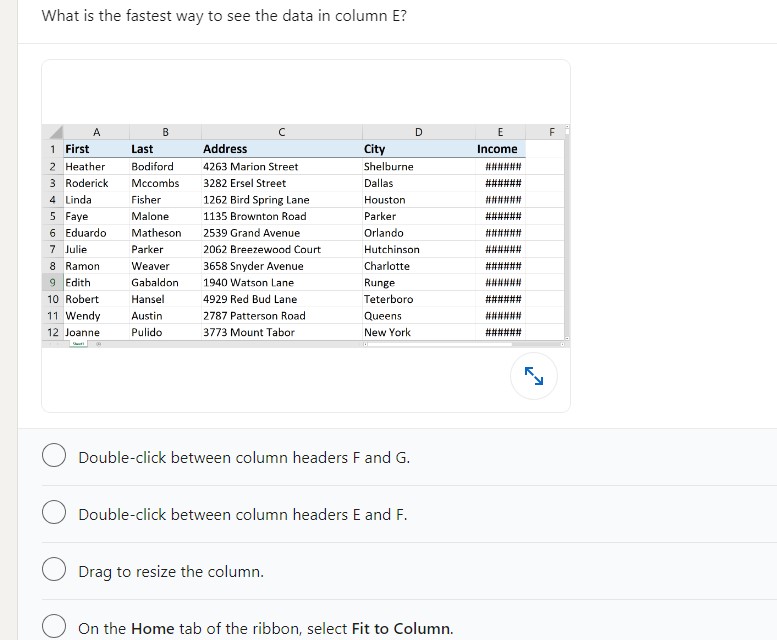 What is the fastest way to see the data in column E?
A B C D E F
1 First Last Address City Income
2 Heather Bodiford 4263 Marion Street Shelburne ######
3 Roderick Mccombs 3282 Ersel Street Dallas ######
4 Linda Fisher 1262 Bird Spring Lane Houston ######
5 Faye Malone 1135 Brownton Road Parker ######
6 Eduardo Matheson 2539 Grand Avenue Orlando ######
7 Julie Parker 2062 Breezewood Court Hutchinson ######
8 Ramon Weaver 3658 Snyder Avenue Charlotte ######
9 Edith Gabaldon 1940 Watson Lane Runge ######
10 Robert Hansel 4929 Red Bud Lane Teterboro ######
11 Wendy Austin 2787 Patterson Road Queens ######
12 Joanne Pulido 3773 Mount Tabor New York ######
Sheet1
Double-click between column headers F and G.
Double-click between column headers E and F.
Drag to resize the column.
On the Home tab of the ribbon, select Fit to Column.